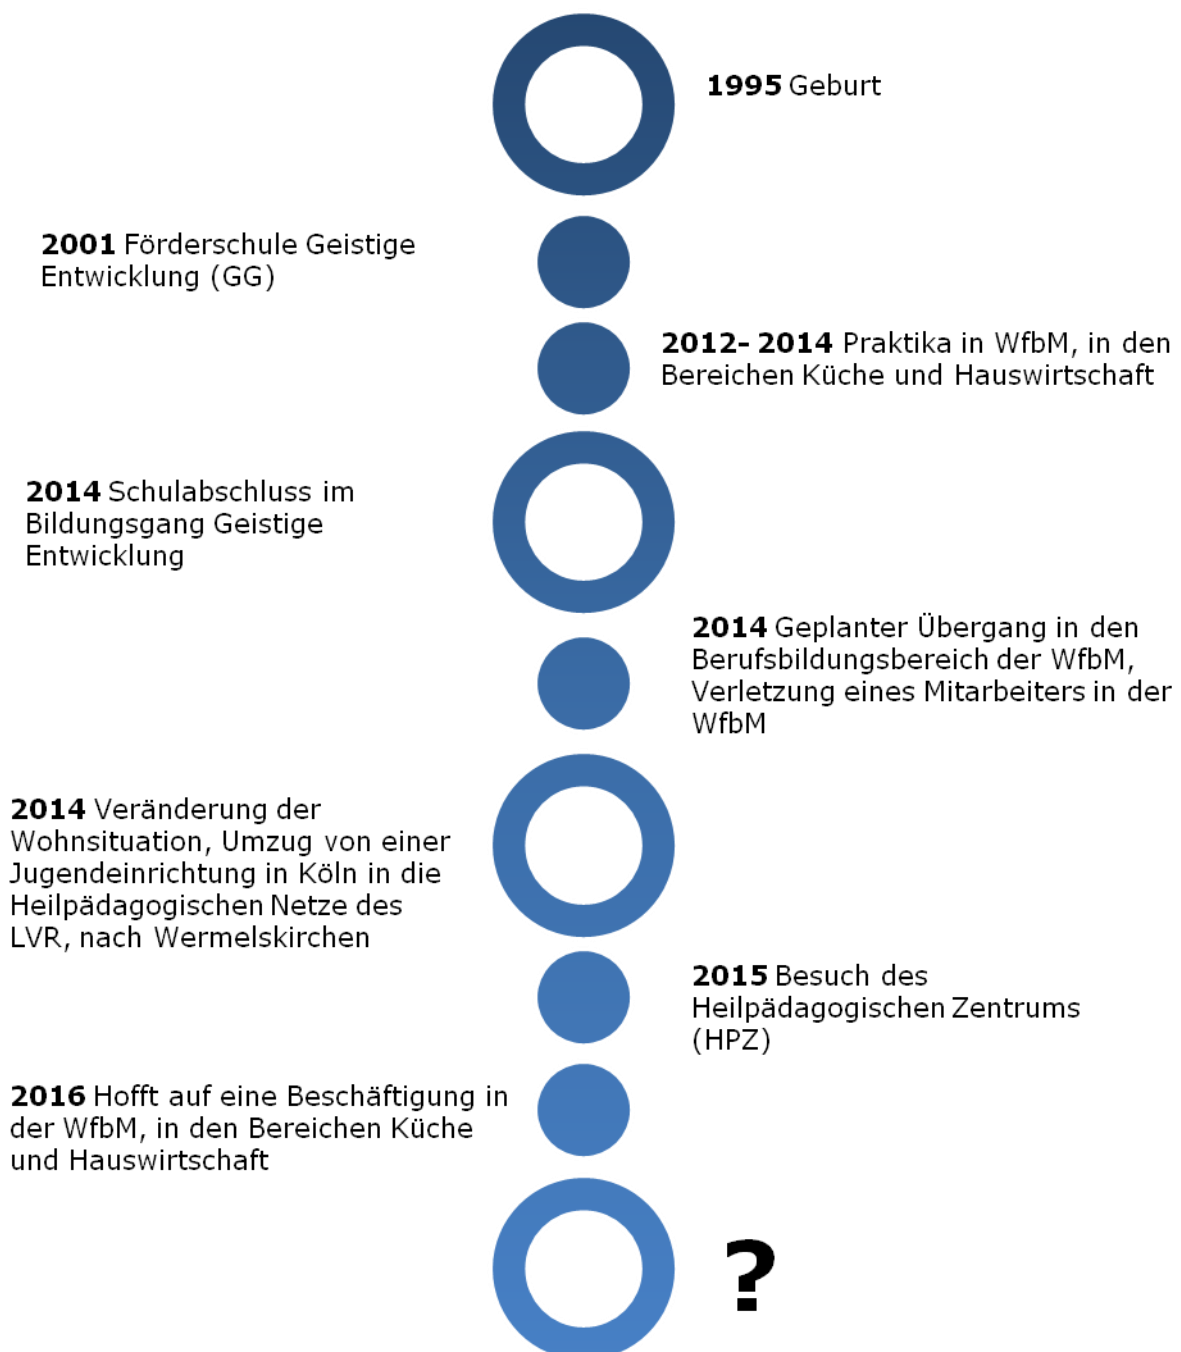 1995 Geburt
2001 Förderschule Geistige
Entwicklung (GG)
2012- 2014 Praktika in WfbM, in den
Bereichen Küche und Hauswirtschaft
2014 Schulabschluss im
Bildungsgang Geistige
Entwicklung
2014 Geplanter Übergang in den
Berufsbildungsbereich der WfbM,
Verletzung eines Mitarbeiters in der
WfbM
2014 Veränderung der
Wohnsituation, Umzug von einer
Jugendeinrichtung in Köln in die
Heilpädagogischen Netze des
LVR, nach Wermelskirchen
2015 Besuch des
Heilpädagogischen Zentrums
(HPZ)
2016 Hofft auf eine Beschäftigung in
der WfbM, in den Bereichen Küche
und Hauswirtschaft
?